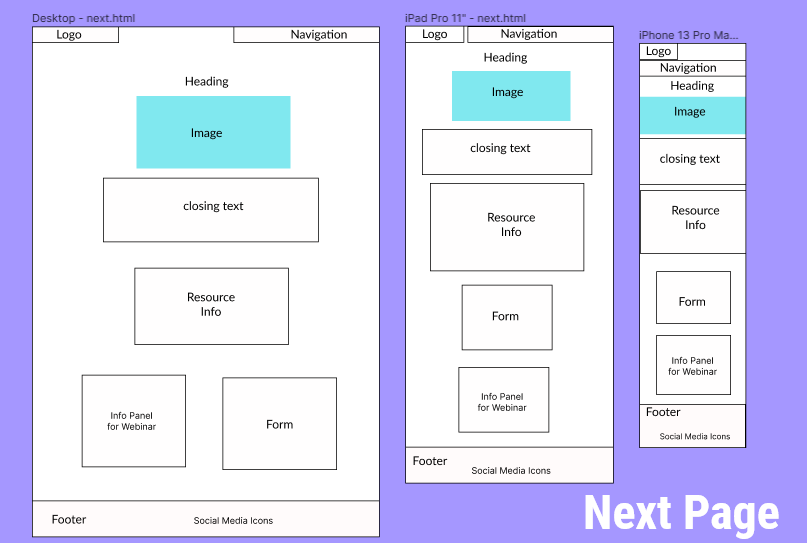 Desktop - next.html
Logo
Navigation
Heading
Image
closing text
Resource
Info
Info Panel
for Webinar
Form
Footer
Social Media Icons
iPad Pro 11" - next.html
Logo
Navigation
Heading
Image
closing text
Resource
Info
Form
Info Panel
for Webinar
Footer
Social Media Icons
iPhone 13 Pro Ma...
Logo
Navigation
Heading
Image
closing text
Resource
Info
Form
Info Panel
for Webinar
Footer
Social Media Icons
Next Page